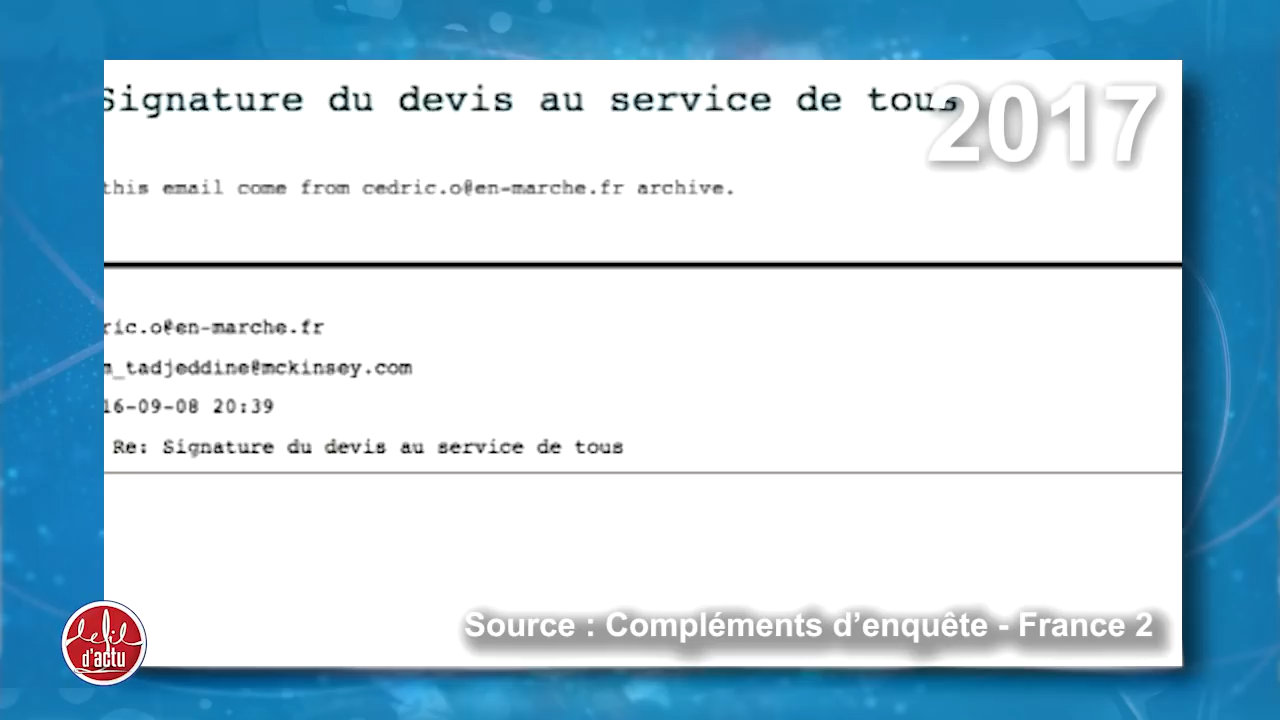 Signature du devis au service de tous
2017
this email come from cedric.o@en-marche.fr archive.
ric.o@en-marche.fr
_tadjeddine@mckinsey.com
16-09-08 20:39
Re: Signature du devis au service de tous
Source : Compléments d'enquête - France 2
le fil
d'actu